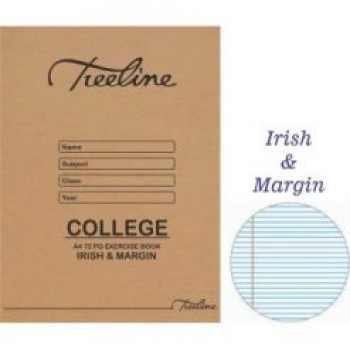 Treeline
Name
Subject
Class
Year
COLLEGE
A4 72 PG EXERCISE BOOK
IRISH & MARGIN
Treeline
Irish
&
Margin